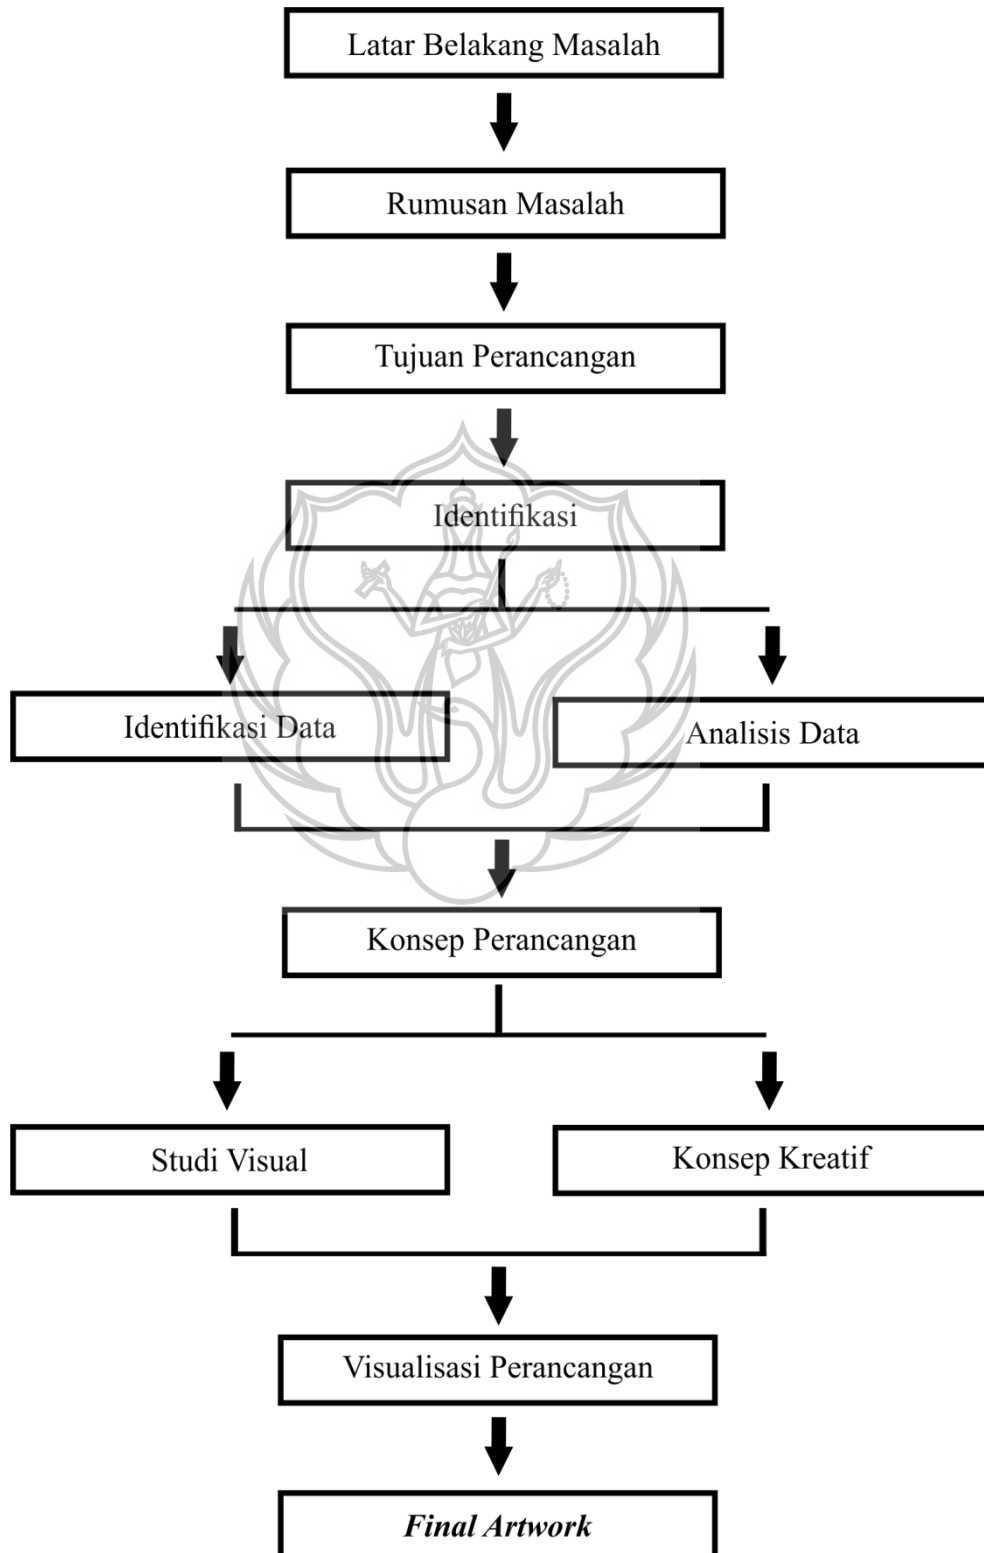 Latar Belakang Masalah
Rumusan Masalah
Tujuan Perancangan
Identifikasi
Identifikasi Data
Analisis Data
Konsep Perancangan
Studi Visual
Konsep Kreatif
Visualisasi Perancangan
Final Artwork